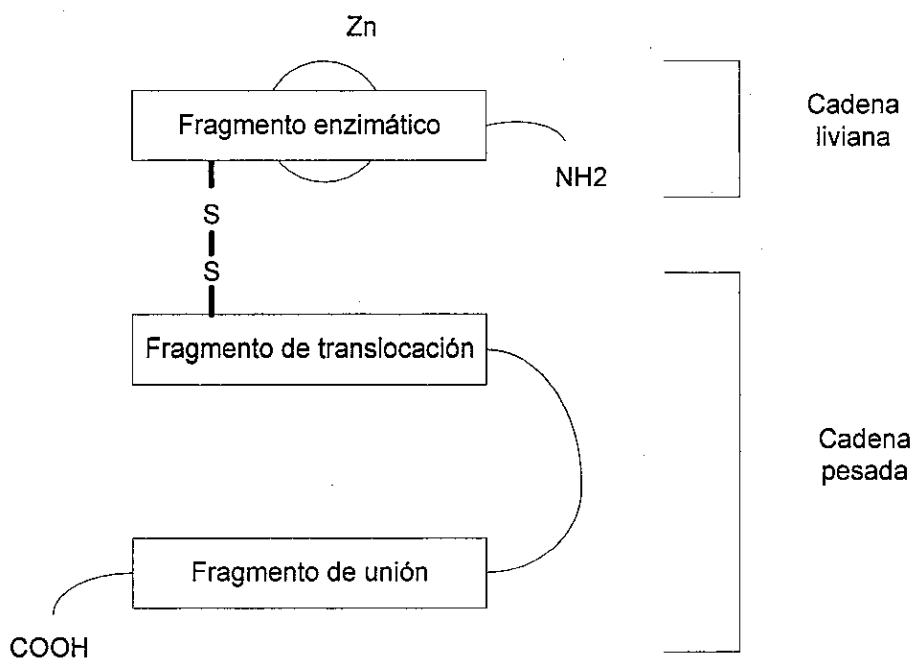 Zn
Fragmento enzimático
Cadena
liviana
NH2
S
S
Fragmento de translocación
Cadena
pesada
Fragmento de unión
COOH